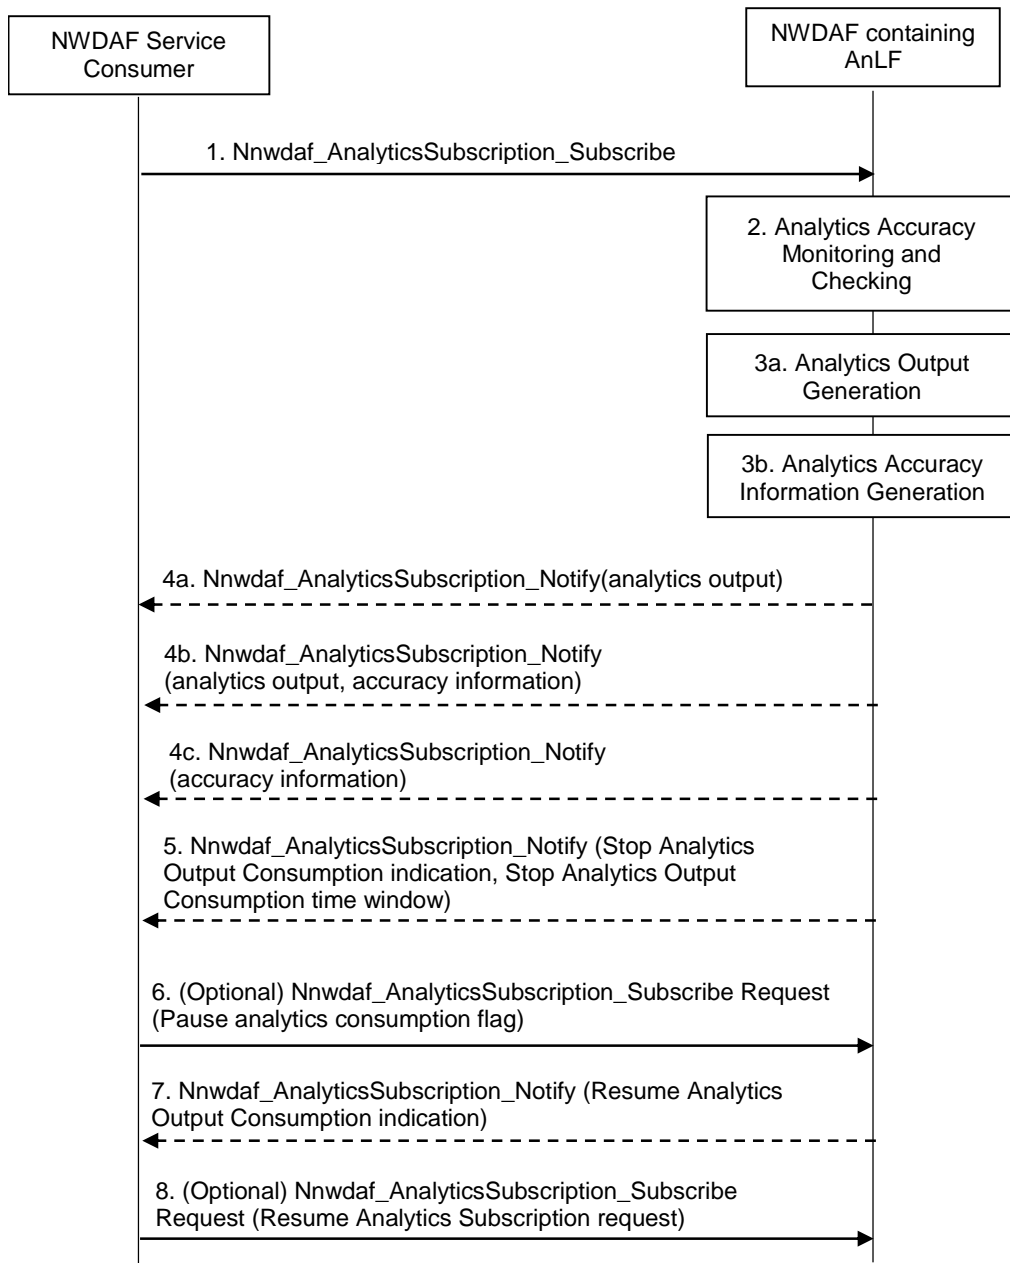 NWDAF Service
Consumer
NWDAF containing
AnLF
1. Nnwdaf_AnalyticsSubscription_Subscribe
2. Analytics Accuracy
Monitoring and
Checking
3a. Analytics Output
Generation
3b. Analytics Accuracy
Information Generation
4a. Nnwdaf_AnalyticsSubscription_Notify(analytics output)
4b. Nnwdaf_AnalyticsSubscription_Notify
(analytics output, accuracy information)
4c. Nnwdaf_AnalyticsSubscription_Notify
(accuracy information)
5. Nnwdaf_AnalyticsSubscription_Notify (Stop Analytics
Output Consumption indication, Stop Analytics Output
Consumption time window)
6. (Optional) Nnwdaf_AnalyticsSubscription_Subscribe Request
(Pause analytics consumption flag)
7. Nnwdaf_AnalyticsSubscription_Notify (Resume Analytics
Output Consumption indication)
8. (Optional) Nnwdaf_AnalyticsSubscription_Subscribe
Request (Resume Analytics Subscription request)